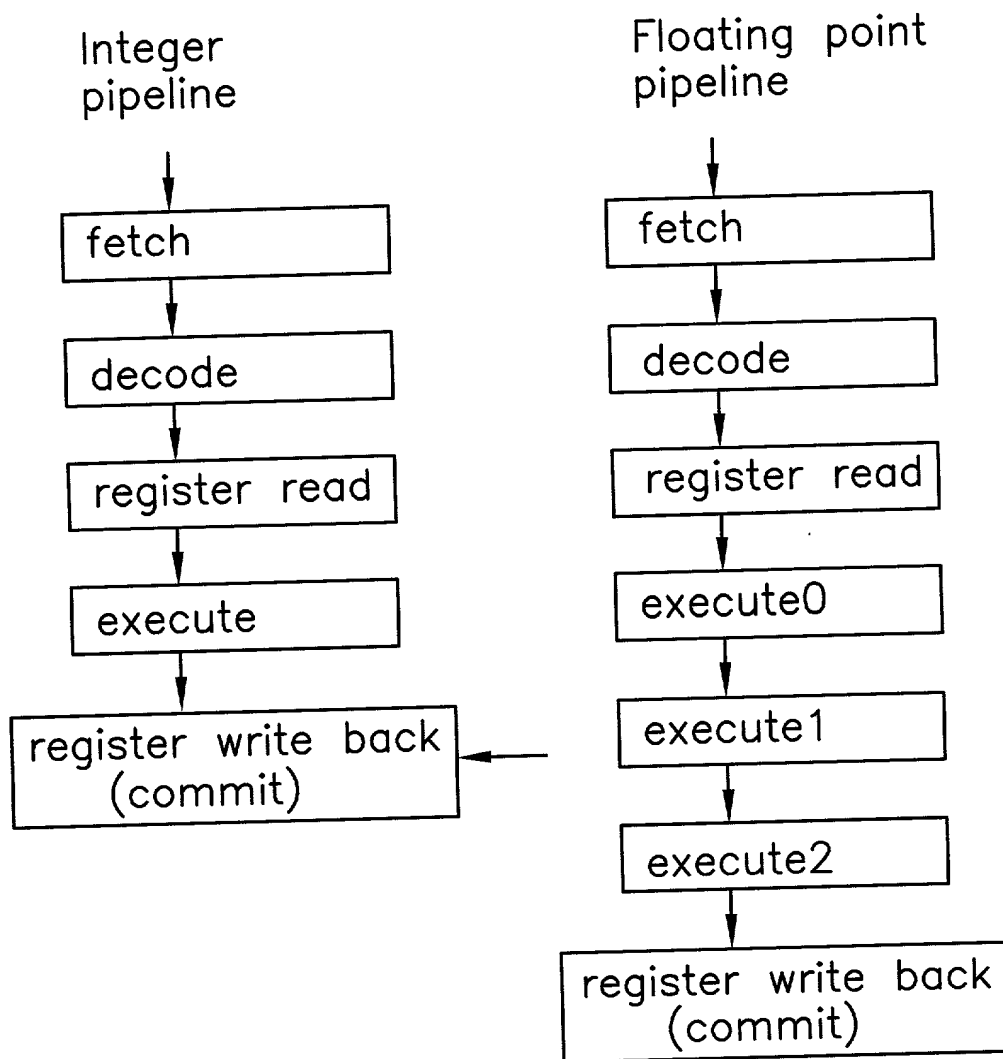 Integer
pipeline
fetch
decode
register read
execute
register write back
(commit)
Floating point
pipeline
fetch
decode
register read
execute0
execute1
execute2
register write back
(commit)